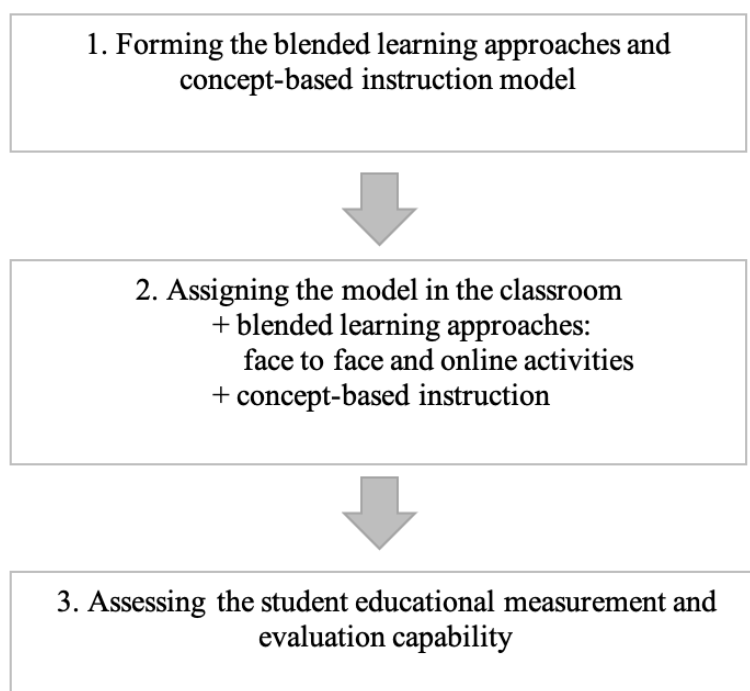 1. Forming the blended learning approaches and
concept-based instruction model
2. Assigning the model in the classroom
+ blended learning approaches:
face to face and online activities
+ concept-based instruction
3. Assessing the student educational measurement and
evaluation capability